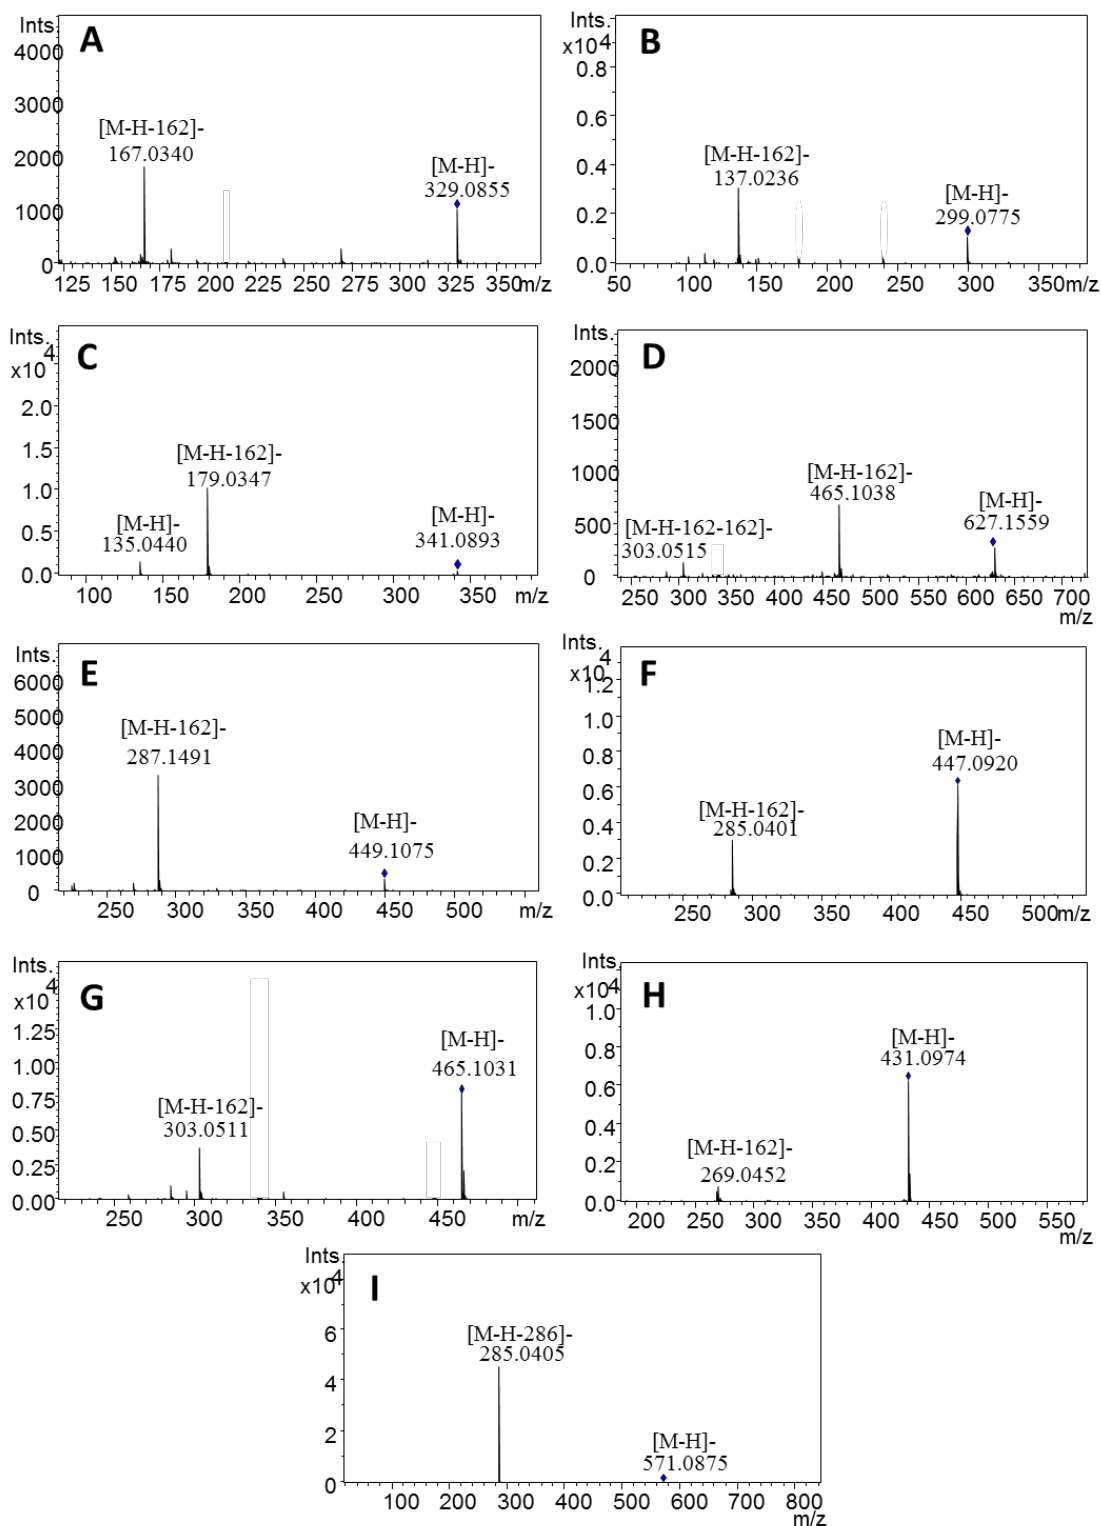 Ints.
A
4000
3000
2000
1000
0
[M-H-162]-
167.0340
[M-H]-
329.0855
125 150 175 200 225 250 275 300 325 350 m/z
Ints.
x10 4
B
0.8
0.6
0.4
0.2
0.0
[M-H-162]-
137.0236
[M-H]-
299.0775
50 100 150 200 250 300 350 m/z
Ints.
x10 4
C
2.0
1.5
1.0
0.5
0.0
[M-H-162]-
179.0347
[M-H]-
135.0440
[M-H]-
341.0893
100 150 200 250 300 350 m/z
Ints.
D
2000
1500
1000
500
0
[M-H-162]-
465.1038
[M-H]-
627.1559
[M-H-162-162]-
303.0515
250 300 350 400 450 500 550 600 650 700
m/z
Ints.
E
6000
5000
4000
3000
2000
1000
0
[M-H-162]-
287.1491
[M-H]-
449.1075
250 300 350 400 450 500 m/z
Ints.
x10 4
F
1.2
1.0
0.8
0.6
0.4
0.2
0.0
[M-H]-
447.0920
[M-H-162]-
285.0401
250 300 350 400 450 500 m/z
Ints.
x10 4
G
1.25
1.00
0.75
0.50
0.25
0.00
[M-H]-
465.1031
[M-H-162]-
303.0511
250 300 350 400 450 m/z
Ints.
x10 4
H
1.0
0.8
0.6
0.4
0.2
0.0
[M-H]-
431.0974
[M-H-162]-
269.0452
200 250 300 350 400 450 500 550
m/z
Ints.
x10 4
I
6
4
2
0
[M-H-286]-
285.0405
[M-H]-
571.0875
100 200 300 400 500 600 700 800
m/z